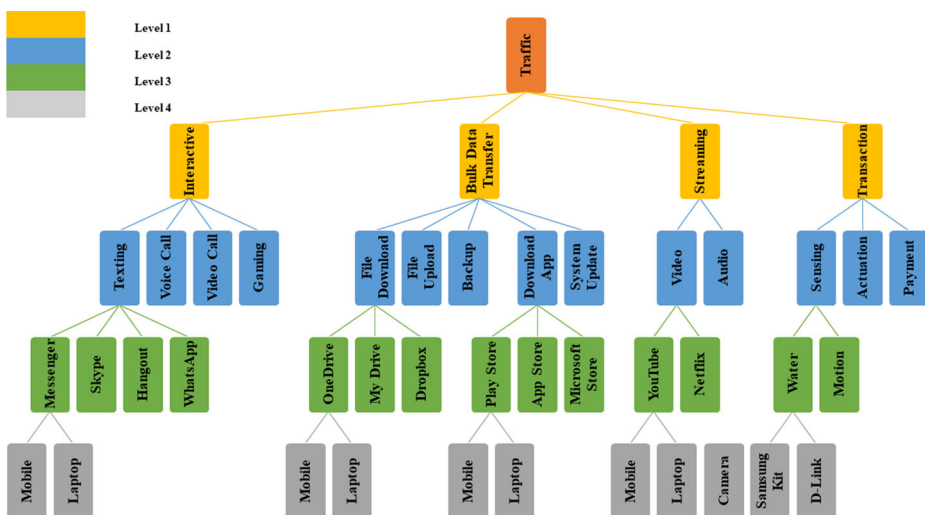 Level 1
Level 2
Level 3
Level 4
Traffic
Interactive
Bulk Data
Transfer
Streaming
Transaction
Texting
Voice Call
Video Call
Gaming
File
Download
File
Upload
Backup
Download
App
System
Update
Video
Audio
Sensing
Actuation
Payment
Messenger
Skype
Hangout
WhatsApp
OneDrive
My Drive
Dropbox
Play Store
App Store
Microsoft
Store
YouTube
Netflix
Water
Motion
Mobile
Laptop
Mobile
Laptop
Mobile
Laptop
Mobile
Laptop
Camera
Samsung
Kit
D-Link